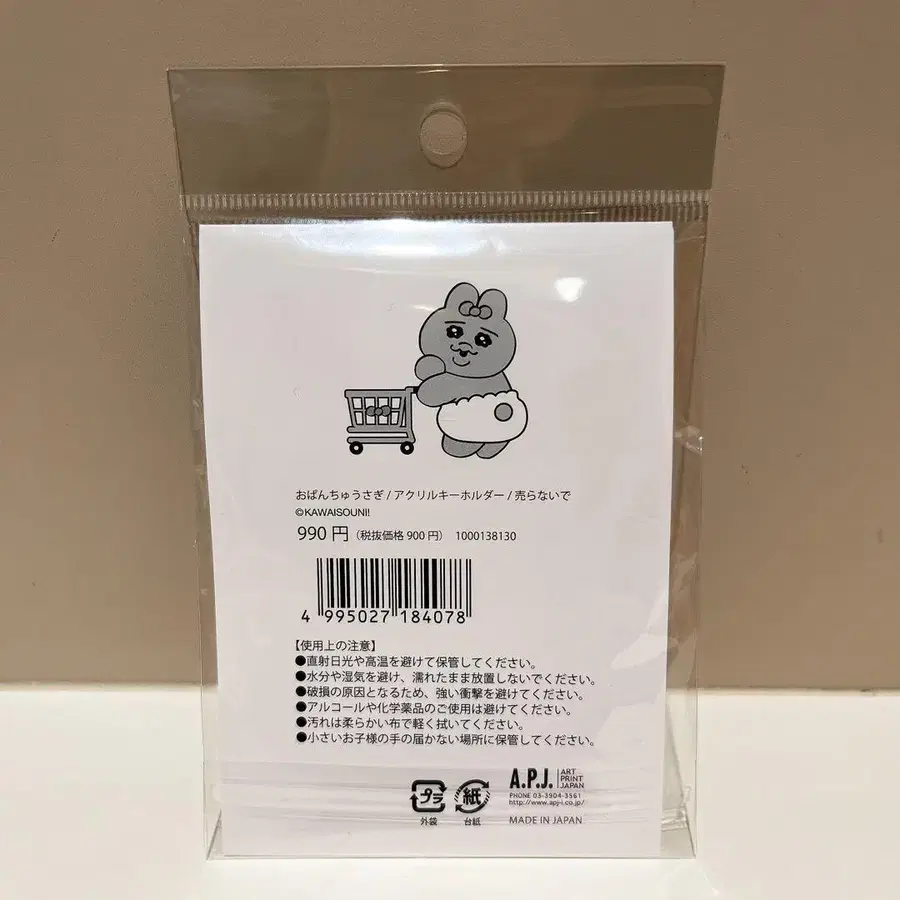 おぱんちゅうさぎ / アクリルキーホルダー / 売らないで
©KAWAISOUNI!
990 円（税抜価格 900 円） 1000138130
4 995027 184078
【使用上の注意】
●直射日光や高温を避けて保管してください。
●水分や湿気を避け、濡れたまま放置しないでください。
●破損の原因となるため、強い衝撃を避けてください。
●アルコールや化学薬品のご使用は避けてください。
●汚れは柔らかい布で軽く拭いてください。
●小さいお子様の手の届かない場所に保管してください。
プラ
外袋
紙
台紙
A.P.J. ART PRINT JAPAN
PHONE 03-3904-3561
http://www.apj-i.co.jp/
MADE IN JAPAN